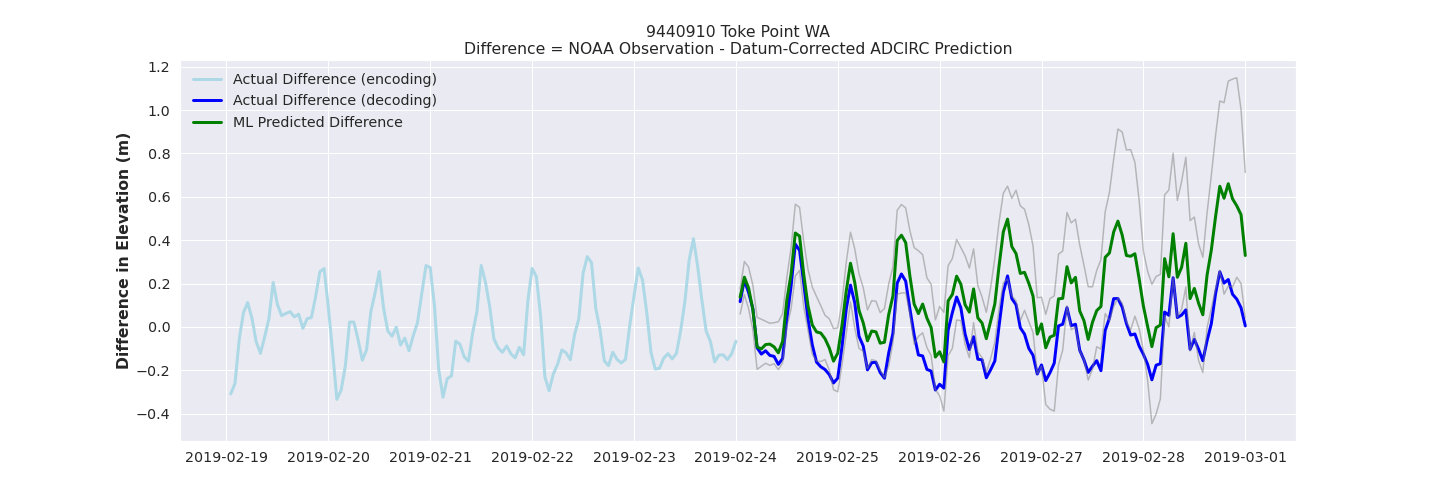 9440910 Toke Point WA
Difference = NOAA Observation - Datum-Corrected ADCIRC Prediction
Actual Difference (encoding)
Actual Difference (decoding)
ML Predicted Difference
Difference in Elevation (m)
1.2
1.0
0.8
0.6
0.4
0.2
0.0
−0.2
−0.4
2019-02-19 2019-02-20 2019-02-21 2019-02-22 2019-02-23 2019-02-24 2019-02-25 2019-02-26 2019-02-27 2019-02-28 2019-03-01